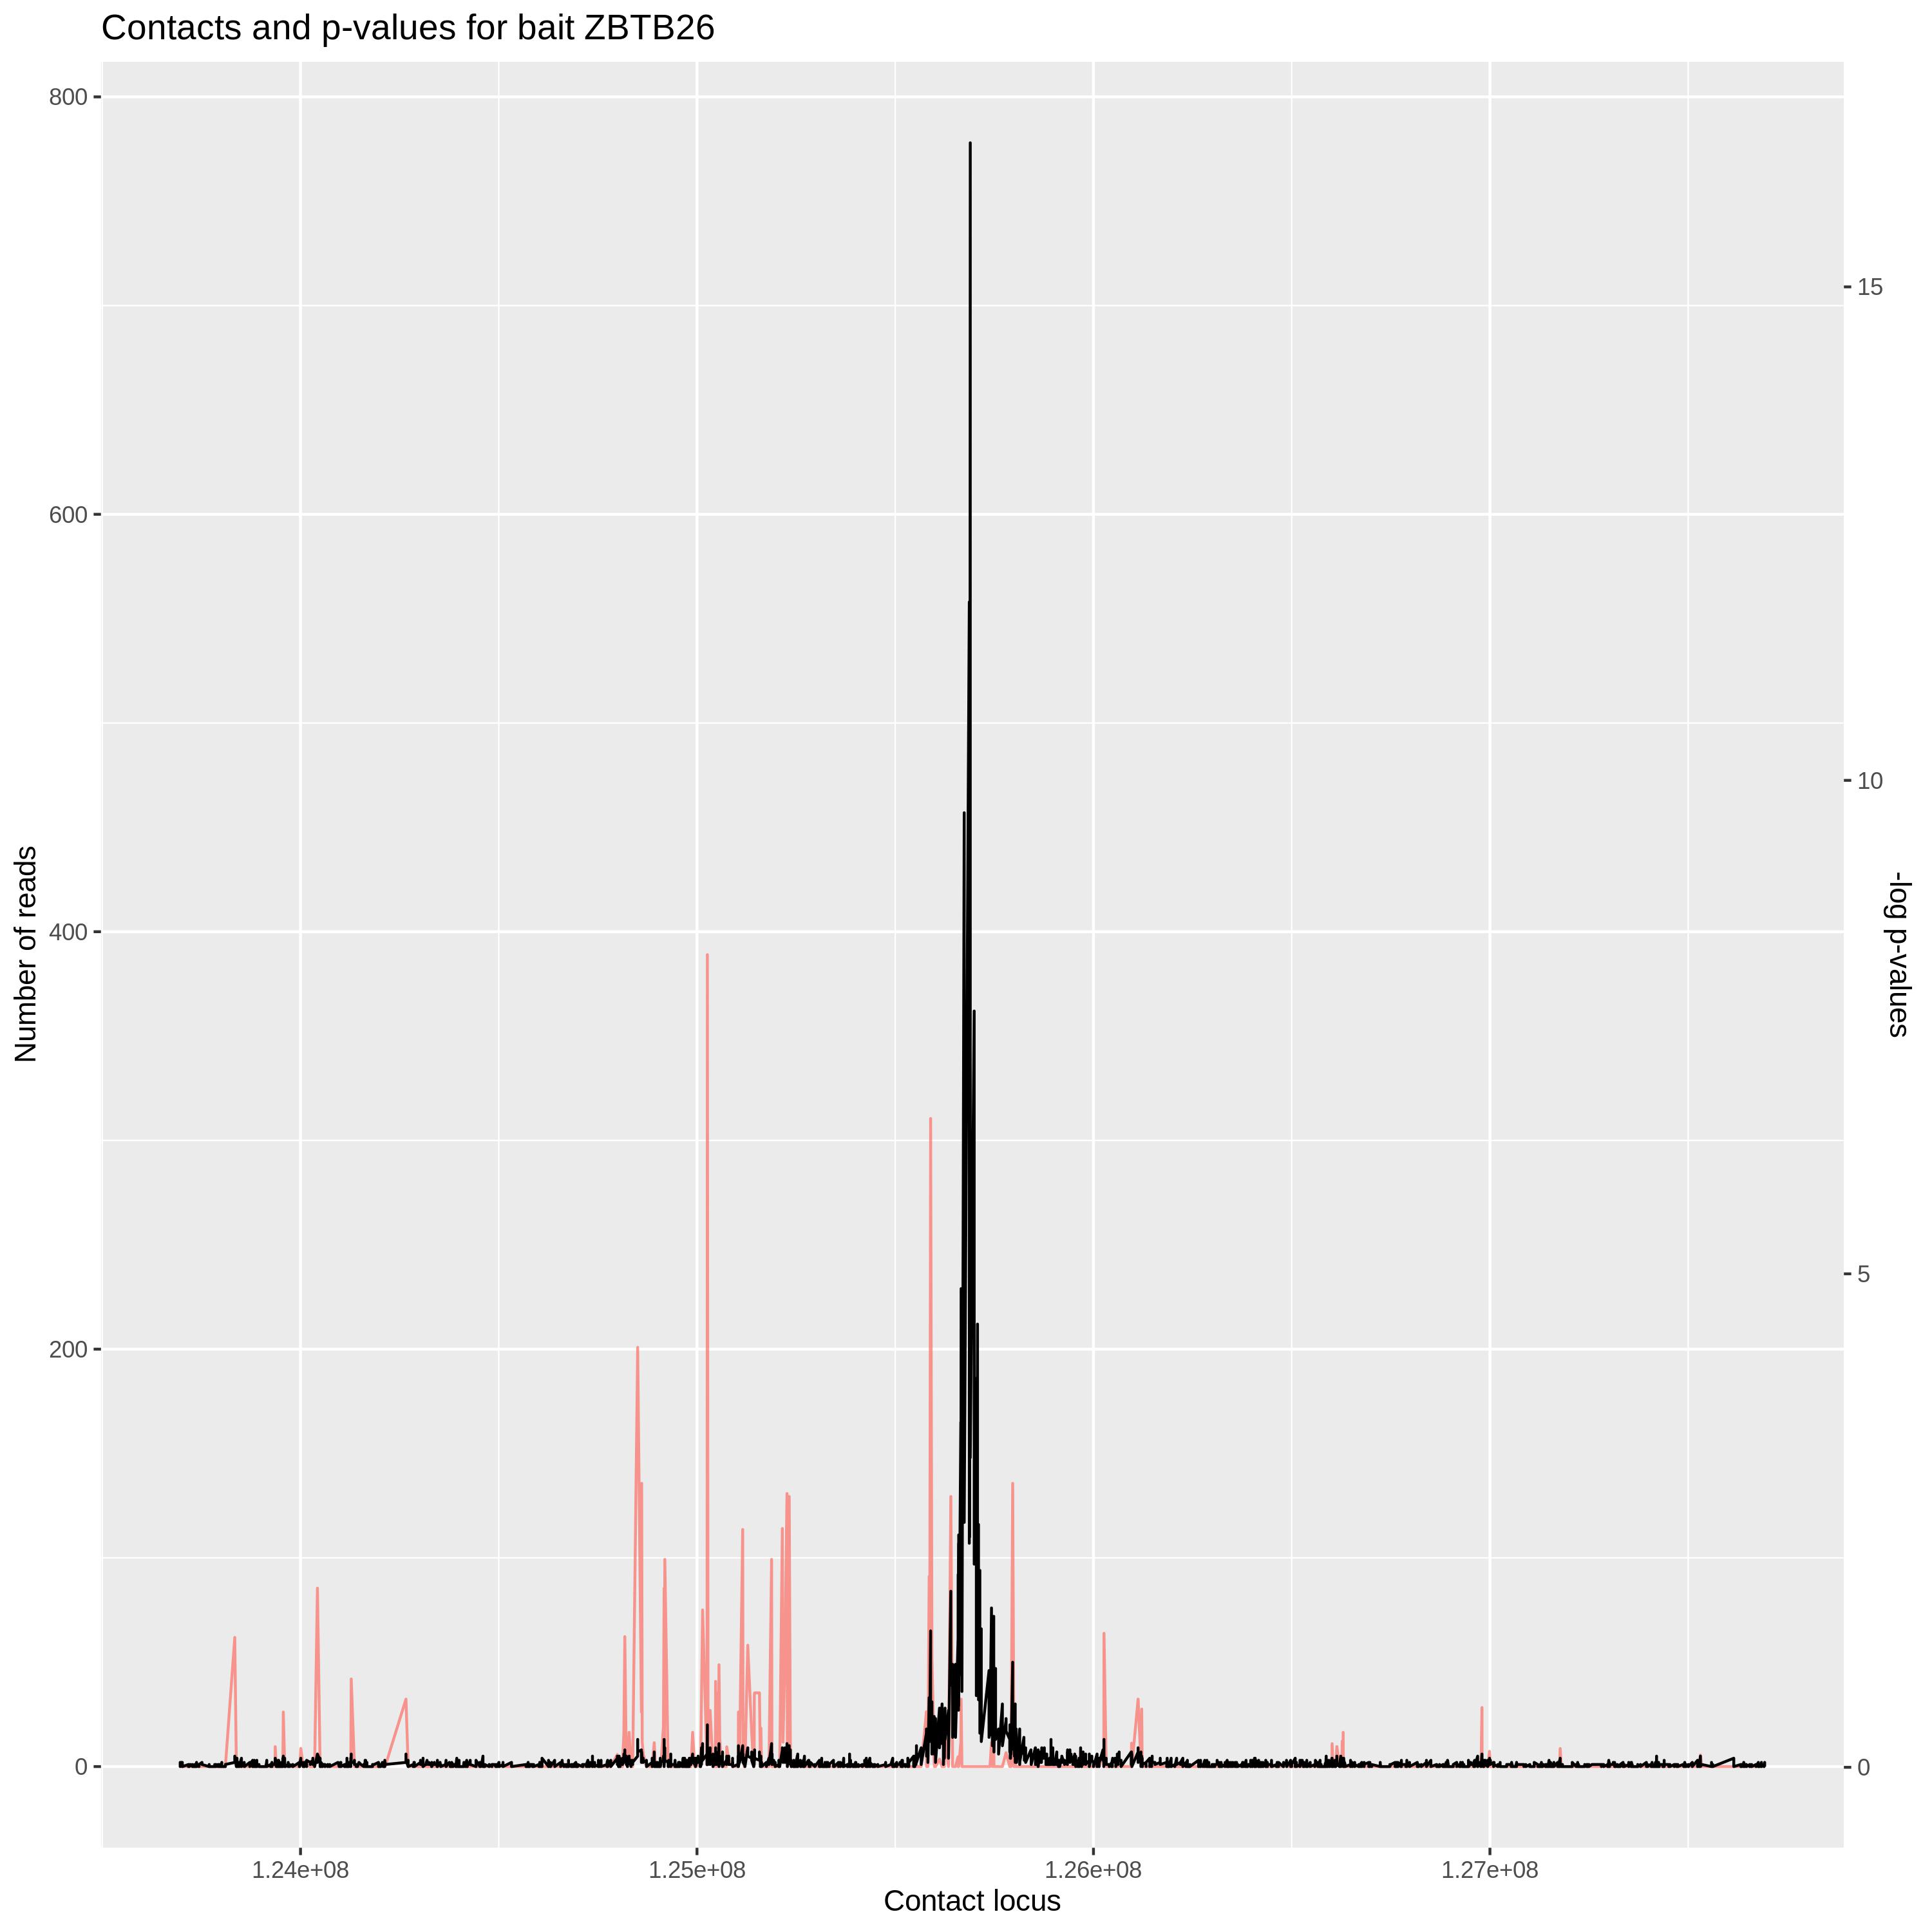 Contacts and p-values for bait ZBTB26
800
600
400
200
0
Number of reads
15
10
5
0
-log p-values
1.24e+08
1.25e+08
1.26e+08
1.27e+08
Contact locus